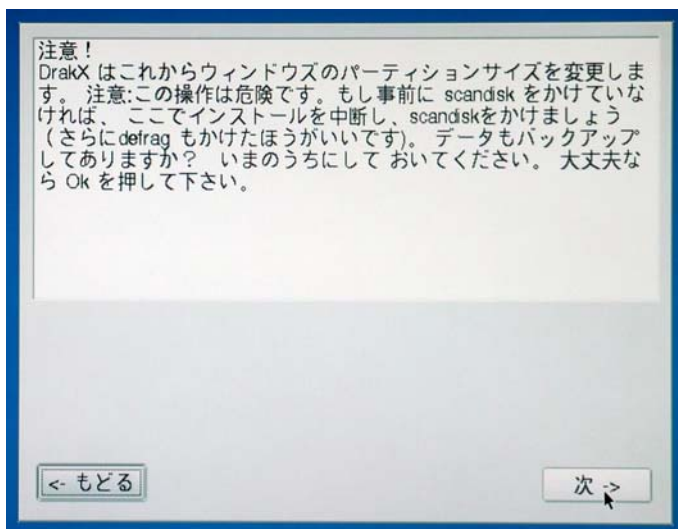 注意！
DrakX はこれからウィンドウズのパーティションサイズを変更しま
す。 注意:この操作は危険です。もし事前に scandisk をかけていな
ければ、 ここでインストールを中断し、scandiskをかけましょう
（さらにdefrag もかけたほうがいいです)。 データもバックアップ
してありますか？ いまのうちにして おいてください。 大丈夫な
ら Ok を押して下さい。
<- もどる
次 ->